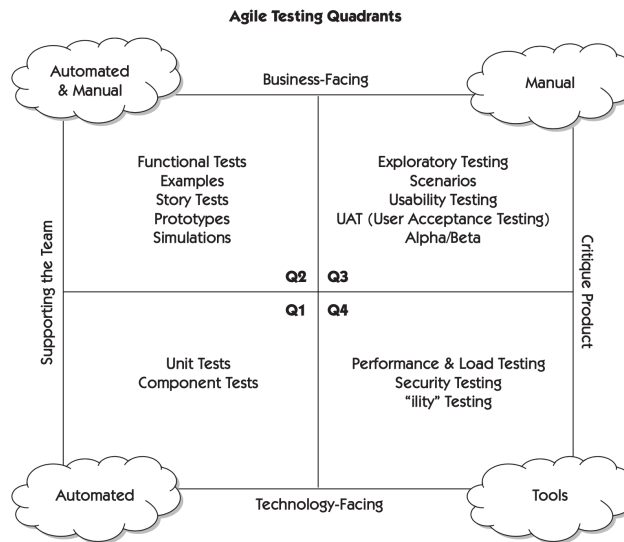 Agile Testing Quadrants
Automated
& Manual
Business-Facing
Manual
Functional Tests
Examples
Story Tests
Prototypes
Simulations
Exploratory Testing
Scenarios
Usability Testing
UAT (User Acceptance Testing)
Alpha/Beta
Supporting the Team
Critique Product
Q2
Q3
Q1
Q4
Unit Tests
Component Tests
Performance & Load Testing
Security Testing
“ility” Testing
Automated
Technology-Facing
Tools